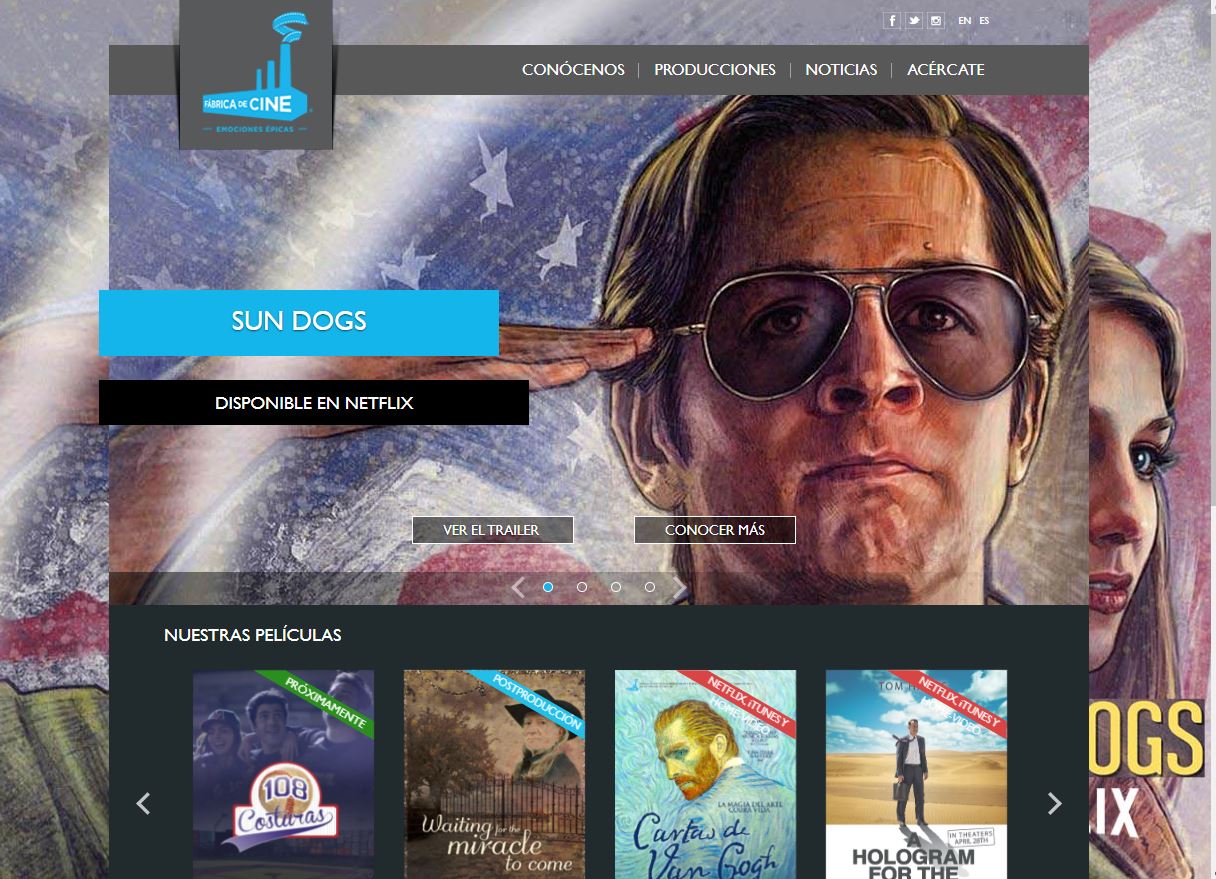 EN ES
CONÓCENOS PRODUCCIONES NOTICIAS ACÉRCATE
FÁBRICA DE CINE
EMOCIONES ÉPICAS
SUN DOGS
DISPONIBLE EN NETFLIX
VER EL TRAILER CONOCER MÁS
OGS
IX
NUESTRAS PELÍCULAS
PRÓXIMAMENTE
108
Costuras
POSTPRODUCCIÓN
Waiting for the
miracle
to come
NETFLIX, iTUNES Y
HOME VIDEO
LA MAGIA DEL ARTE
COBRA VIDA
Cartas de
Van Gogh
NETFLIX, iTUNES Y
HOME VIDEO
TOM
IN THEATERS
APRIL 28TH
A
HOLOGRAM
FOR THE